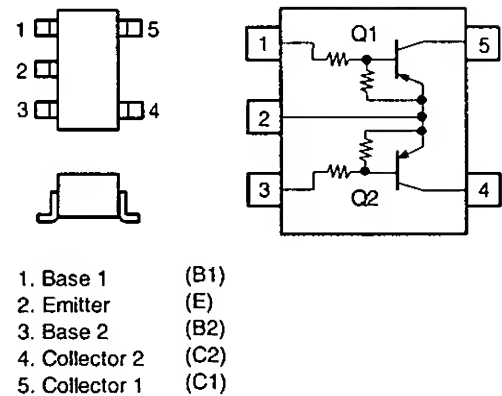 1 5
2
3 4
Q1
1 5
2
3 4
Q2
1. Base 1 (B1)
2. Emitter (E)
3. Base 2 (B2)
4. Collector 2 (C2)
5. Collector 1 (C1)